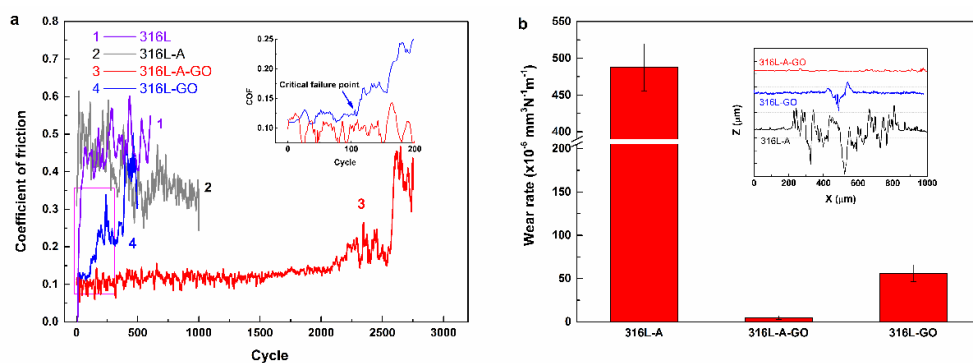 a
0.8
0.7
0.6
0.5
0.4
0.3
0.2
0.1
0.0
Coefficient of friction
0 500 1000 1500 2000 2500 3000
Cycle
1 316L
2 316L-A
3 316L-A-GO
4 316L-GO
1
2
3
4
0.25
0.20
0.15
0.10
COF
Critical failure point
0 100 200
Cycle
b
500
450
400
200
150
100
50
0
Wear rate (x10⁻⁶ mm³N⁻¹m⁻¹)
316L-A 316L-A-GO 316L-GO
316L-A-GO
316L-GO
316L-A
Z (µm)
0 200 400 600 800 1000
X (µm)